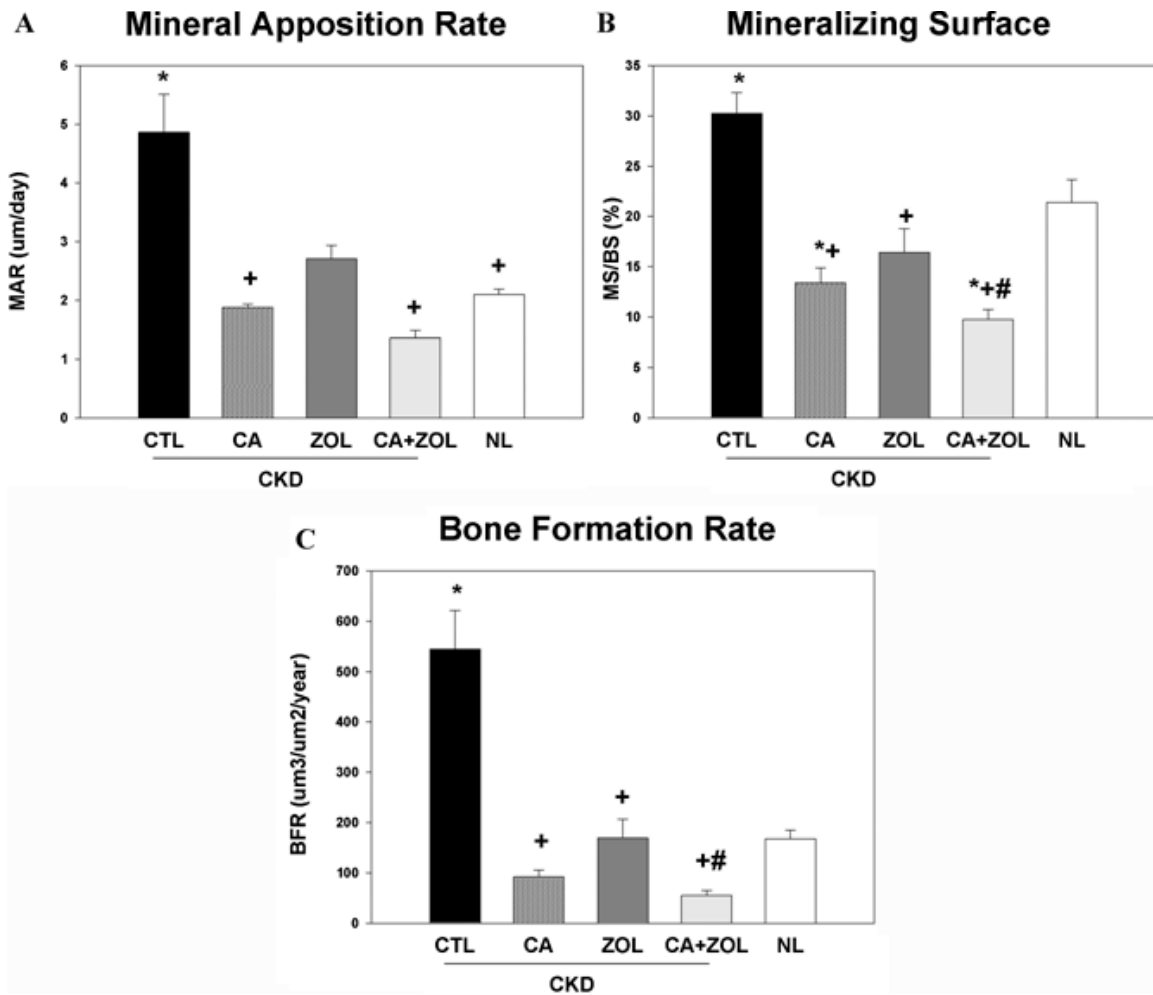 A Mineral Apposition Rate
MAR (um/day)
6
5
4
3
2
1
0
*
+
+
+
CTL CA ZOL CA+ZOL NL
CKD
B Mineralizing Surface
MS/BS (%)
35
30
25
20
15
10
5
0
*
*+
+
*+#
CTL CA ZOL CA+ZOL NL
CKD
C Bone Formation Rate
BFR (um3/um2/year)
700
600
500
400
300
200
100
0
*
+
+
+#
CTL CA ZOL CA+ZOL NL
CKD